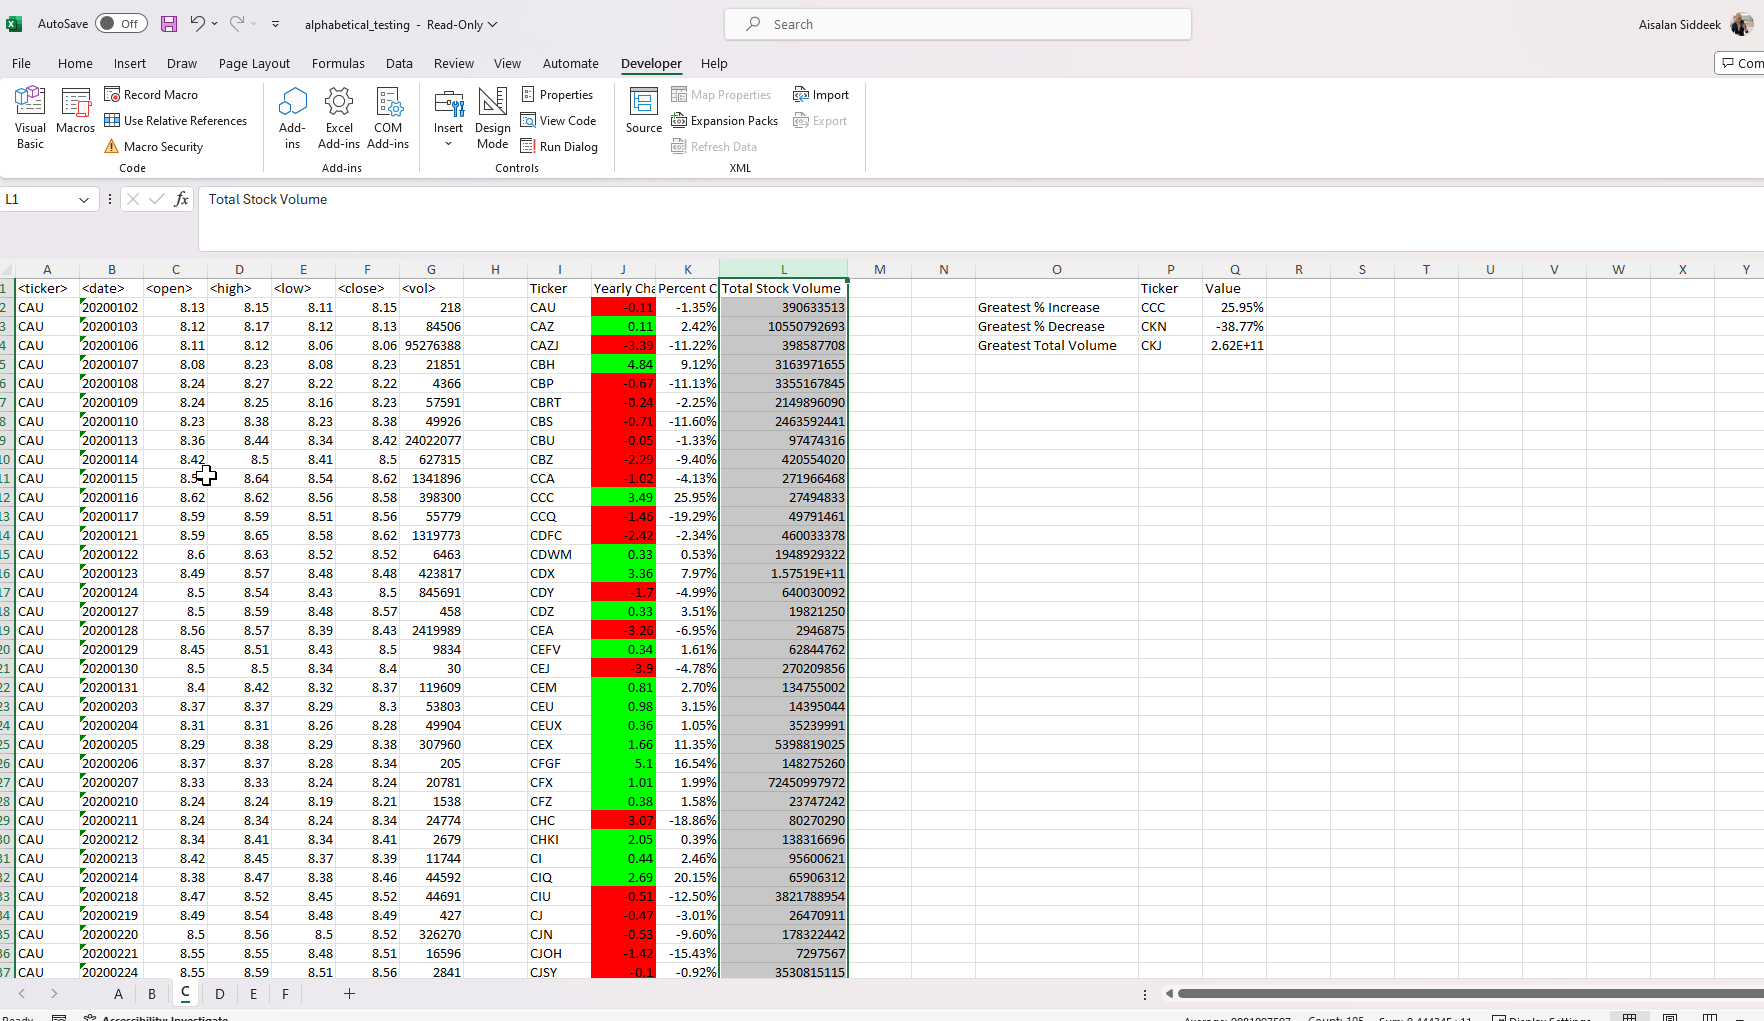 AutoSave Off alphabetical_testing - Read-Only Search Aisalan Siddeek
File Home Insert Draw Page Layout Formulas Data Review View Automate Developer Help Com
Visual Basic Macros Record Macro Use Relative References Macro Security Code
Add-ins Excel Add-ins COM Add-ins Add-ins
Insert Design Mode Properties View Code Run Dialog Controls
Source Map Properties Expansion Packs Refresh Data Import Export XML
L1 fx Total Stock Volume
A B C D E F G H I J K L M N O P Q R S T U V W X Y
1 <ticker> <date> <open> <high> <low> <close> <vol> Ticker Yearly Cha Percent C Total Stock Volume Ticker Value
2 CAU 20200102 8.13 8.15 8.11 8.15 218 CAU -0.11 -1.35% 390633513 Greatest % Increase CCC 25.95%
3 CAU 20200103 8.12 8.17 8.12 8.13 84506 CAZ 0.11 2.42% 10550792693 Greatest % Decrease CKN -38.77%
4 CAU 20200106 8.11 8.12 8.06 8.06 95276388 CAZJ -3.39 -11.22% 398587708 Greatest Total Volume CKJ 2.62E+11
5 CAU 20200107 8.08 8.23 8.08 8.23 21851 CBH 4.84 9.12% 3163971655
6 CAU 20200108 8.24 8.27 8.22 8.22 4366 CBP -0.67 -11.13% 3355167845
7 CAU 20200109 8.24 8.25 8.16 8.23 57591 CBRT -0.24 -2.25% 2149896090
8 CAU 20200110 8.23 8.38 8.23 8.38 49926 CBS -0.71 -11.60% 2463592441
9 CAU 20200113 8.36 8.44 8.34 8.42 24022077 CBU -0.05 -1.33% 97474316
10 CAU 20200114 8.42 8.5 8.41 8.5 627315 CBZ -2.29 -9.40% 420554020
11 CAU 20200115 8.64 8.54 8.62 1341896 CCA -1.02 -4.13% 271966468
12 CAU 20200116 8.62 8.62 8.56 8.58 398300 CCC 3.49 25.95% 27494833
13 CAU 20200117 8.59 8.59 8.51 8.56 55779 CCQ -1.46 -19.29% 49791461
14 CAU 20200121 8.59 8.65 8.58 8.62 1319773 CDFC -2.42 -2.34% 460033378
15 CAU 20200122 8.6 8.63 8.52 8.52 6463 CDWM 0.33 0.53% 1948929322
16 CAU 20200123 8.49 8.57 8.48 8.48 423817 CDX 3.36 7.97% 1.57519E+11
17 CAU 20200124 8.5 8.54 8.43 8.5 845691 CDY -1.7 -4.99% 640030092
18 CAU 20200127 8.5 8.59 8.48 8.57 458 CDZ 0.33 3.51% 19821250
19 CAU 20200128 8.56 8.57 8.39 8.43 2419989 CEA -3.26 -6.95% 2946875
20 CAU 20200129 8.45 8.51 8.43 8.5 9834 CEFV 0.34 1.61% 62844762
21 CAU 20200130 8.5 8.5 8.34 8.4 30 CEJ -3.9 -4.78% 270209856
22 CAU 20200131 8.4 8.42 8.32 8.37 119609 CEM 0.81 2.70% 134755002
23 CAU 20200203 8.37 8.37 8.29 8.3 53803 CEU 0.98 3.15% 14395044
24 CAU 20200204 8.31 8.31 8.26 8.28 49904 CEUX 0.36 1.05% 35239991
25 CAU 20200205 8.29 8.38 8.29 8.38 307960 CEX 1.66 11.35% 5398819025
26 CAU 20200206 8.37 8.37 8.28 8.34 205 CFGF 5.1 16.54% 148275260
27 CAU 20200207 8.33 8.33 8.24 8.24 20781 CFX 1.01 1.99% 72450997972
28 CAU 20200210 8.24 8.24 8.19 8.21 1538 CFZ 0.38 1.58% 23747242
29 CAU 20200211 8.24 8.34 8.24 8.34 24774 CHC -3.07 -18.86% 80270290
30 CAU 20200212 8.34 8.41 8.34 8.41 2679 CHKI 2.05 0.39% 138316696
31 CAU 20200213 8.42 8.45 8.37 8.39 11744 CI 0.44 2.46% 95600621
32 CAU 20200214 8.38 8.47 8.38 8.46 44592 CIQ 2.69 20.15% 65906312
33 CAU 20200218 8.47 8.52 8.45 8.52 44691 CIU -0.51 -12.50% 3821788954
34 CAU 20200219 8.49 8.54 8.48 8.49 427 CJ -0.47 -3.01% 26470911
35 CAU 20200220 8.5 8.56 8.5 8.52 326270 CJN -0.53 -9.60% 178322442
36 CAU 20200221 8.55 8.55 8.48 8.51 16596 CJOH -1.42 -15.43% 7297567
37 CAU 20200224 8.55 8.59 8.51 8.56 2841 CJSY -0.1 -0.92% 3530815115
A B C D E F +
Ready Accessibility: Investigate Count: 105 Display Settings